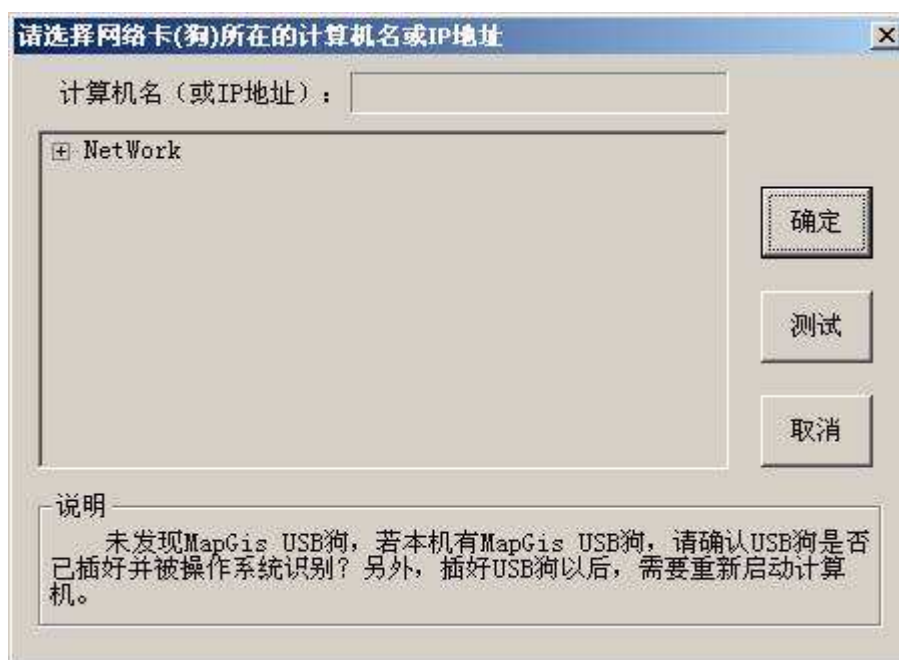 请选择网络卡(狗)所在的计算机名或IP地址
计算机名（或IP地址）：
NetWork
确定
测试
取消
说明
未发现MapGis USB狗，若本机有MapGis USB狗，请确认USB狗是否
已插好并被操作系统识别？另外，插好USB狗以后，需要重新启动计算
机。